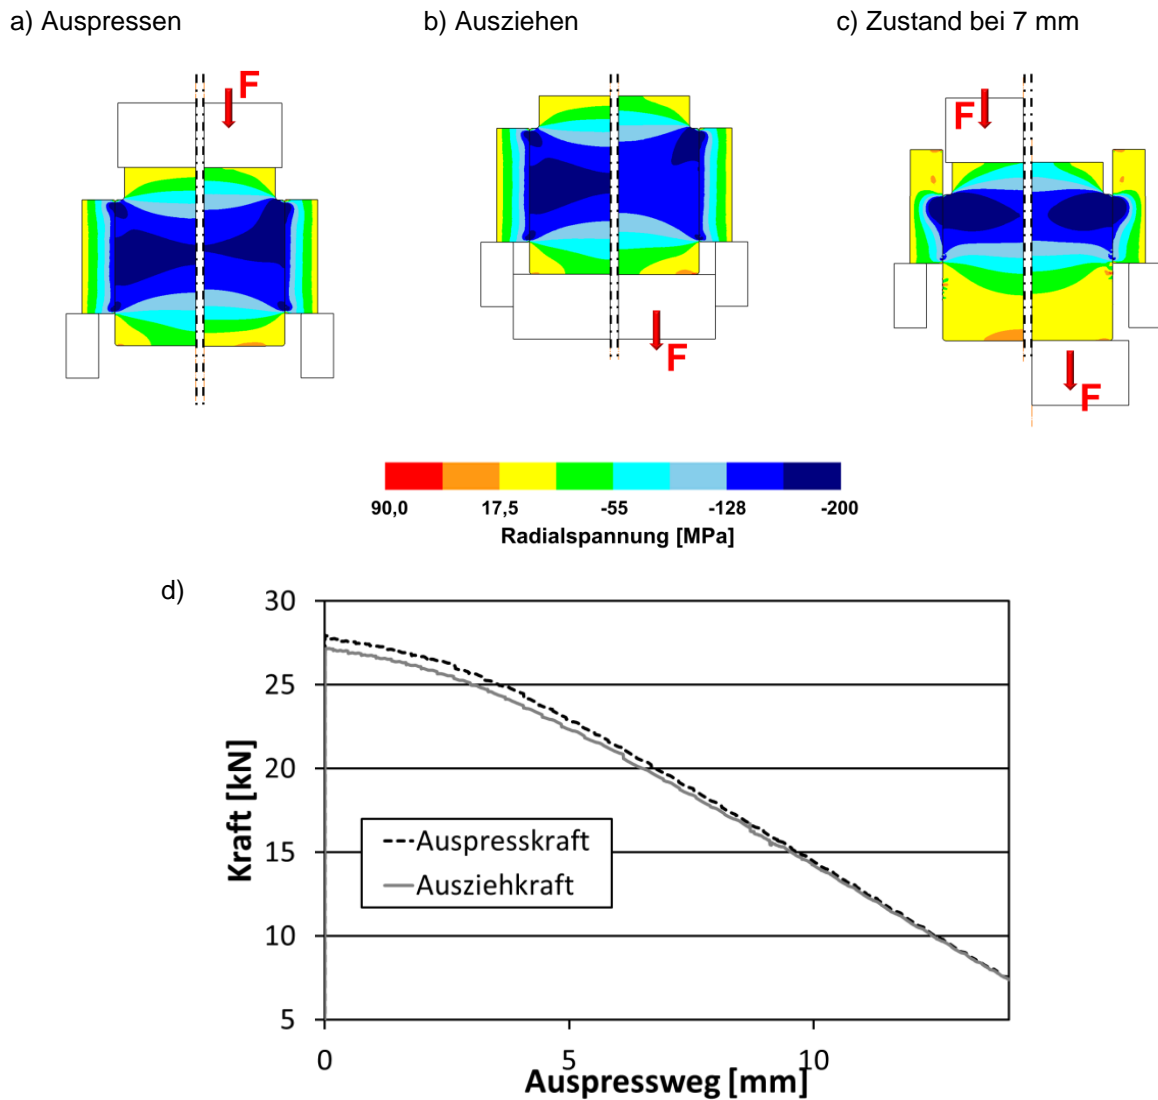 a) Auspressen
b) Ausziehen
c) Zustand bei 7 mm
F
F
F
F
90,0
17,5
-55
-128
-200
Radialspannung [MPa]
d)
30
25
20
15
10
5
Kraft [kN]
Auspresskraft
Ausziehkraft
0
5
10
Auspressweg [mm]